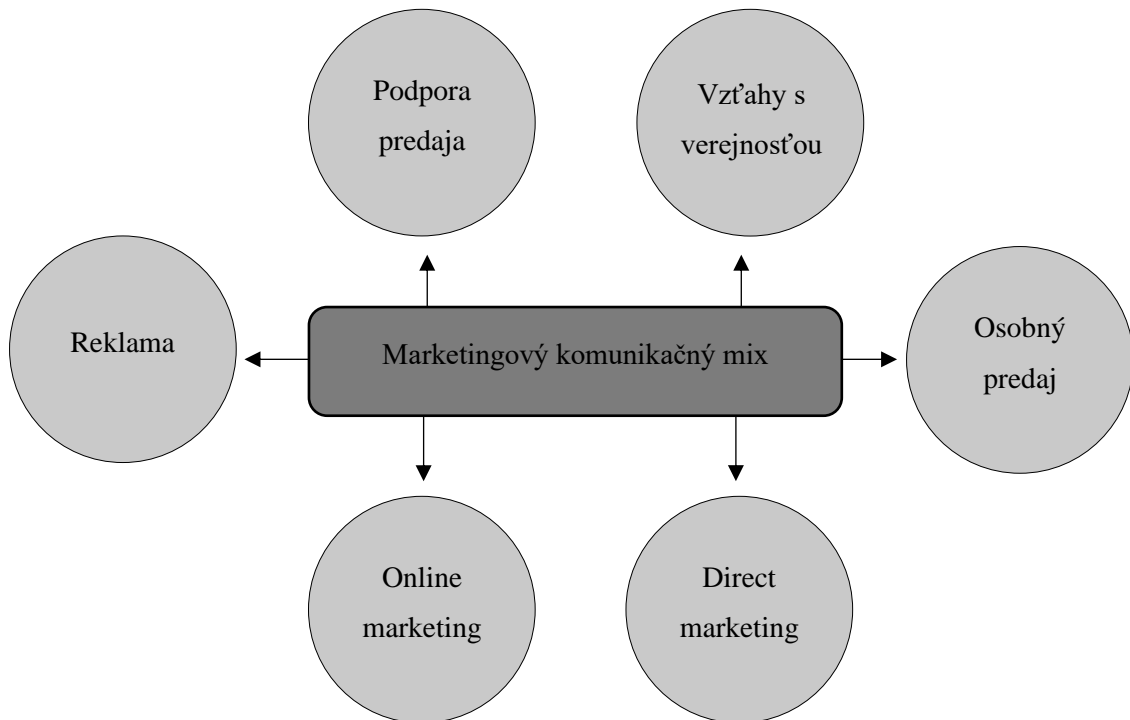 Podpora
predaja
Vzťahy s
verejnosťou
Reklama
Marketingový komunikačný mix
Osobný
predaj
Online
marketing
Direct
marketing